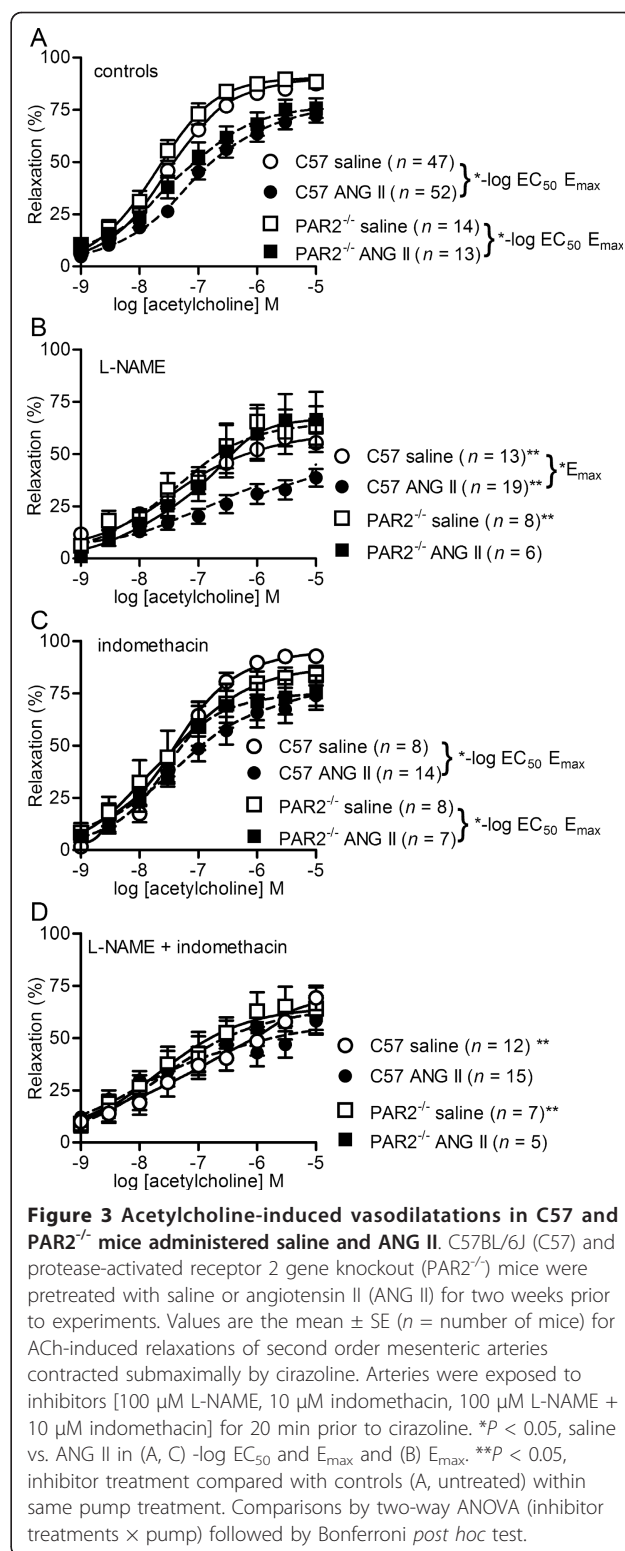 A
controls
100
75
50
25
0
Relaxation (%)
C57 saline (n = 47)
C57 ANG II (n = 52)
} *-log EC50 Emax
PAR2-/- saline (n = 14)
PAR2-/- ANG II (n = 13)
} *-log EC50 Emax
-9 -8 -7 -6 -5
log [acetylcholine] M
B
L-NAME
100
75
50
25
0
Relaxation (%)
C57 saline (n = 13)**
C57 ANG II (n = 19)**
} *Emax
PAR2-/- saline (n = 8)**
PAR2-/- ANG II (n = 6)
-9 -8 -7 -6 -5
log [acetylcholine] M
C
indomethacin
100
75
50
25
0
Relaxation (%)
C57 saline (n = 8)
C57 ANG II (n = 14)
} *-log EC50 Emax
PAR2-/- saline (n = 8)
PAR2-/- ANG II (n = 7)
} *-log EC50 Emax
-9 -8 -7 -6 -5
log [acetylcholine] M
D
L-NAME + indomethacin
100
75
50
25
0
Relaxation (%)
C57 saline (n = 12) **
C57 ANG II (n = 15)
PAR2-/- saline (n = 7)**
PAR2-/- ANG II (n = 5)
-9 -8 -7 -6 -5
log [acetylcholine] M
Figure 3 Acetylcholine-induced vasodilatations in C57 and
PAR2-/- mice administered saline and ANG II. C57BL/6J (C57) and
protease-activated receptor 2 gene knockout (PAR2-/-) mice were
pretreated with saline or angiotensin II (ANG II) for two weeks prior
to experiments. Values are the mean ± SE (n = number of mice) for
ACh-induced relaxations of second order mesenteric arteries
contracted submaximally by cirazoline. Arteries were exposed to
inhibitors [100 μM L-NAME, 10 μM indomethacin, 100 μM L-NAME +
10 μM indomethacin] for 20 min prior to cirazoline. *P < 0.05, saline
vs. ANG II in (A, C) -log EC50 and Emax and (B) Emax. **P < 0.05,
inhibitor treatment compared with controls (A, untreated) within
same pump treatment. Comparisons by two-way ANOVA (inhibitor
treatments × pump) followed by Bonferroni post hoc test.